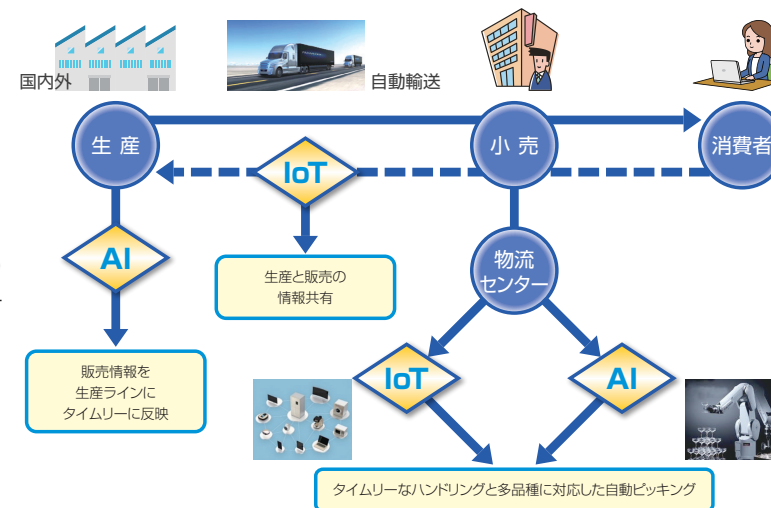 国内外
自動輸送
生産
小売
消費者
IoT
AI
生産と販売の
情報共有
物流
センター
販売情報を
生産ラインに
タイムリーに反映
IoT
AI
タイムリーなハンドリングと多品種に対応した自動ピッキング